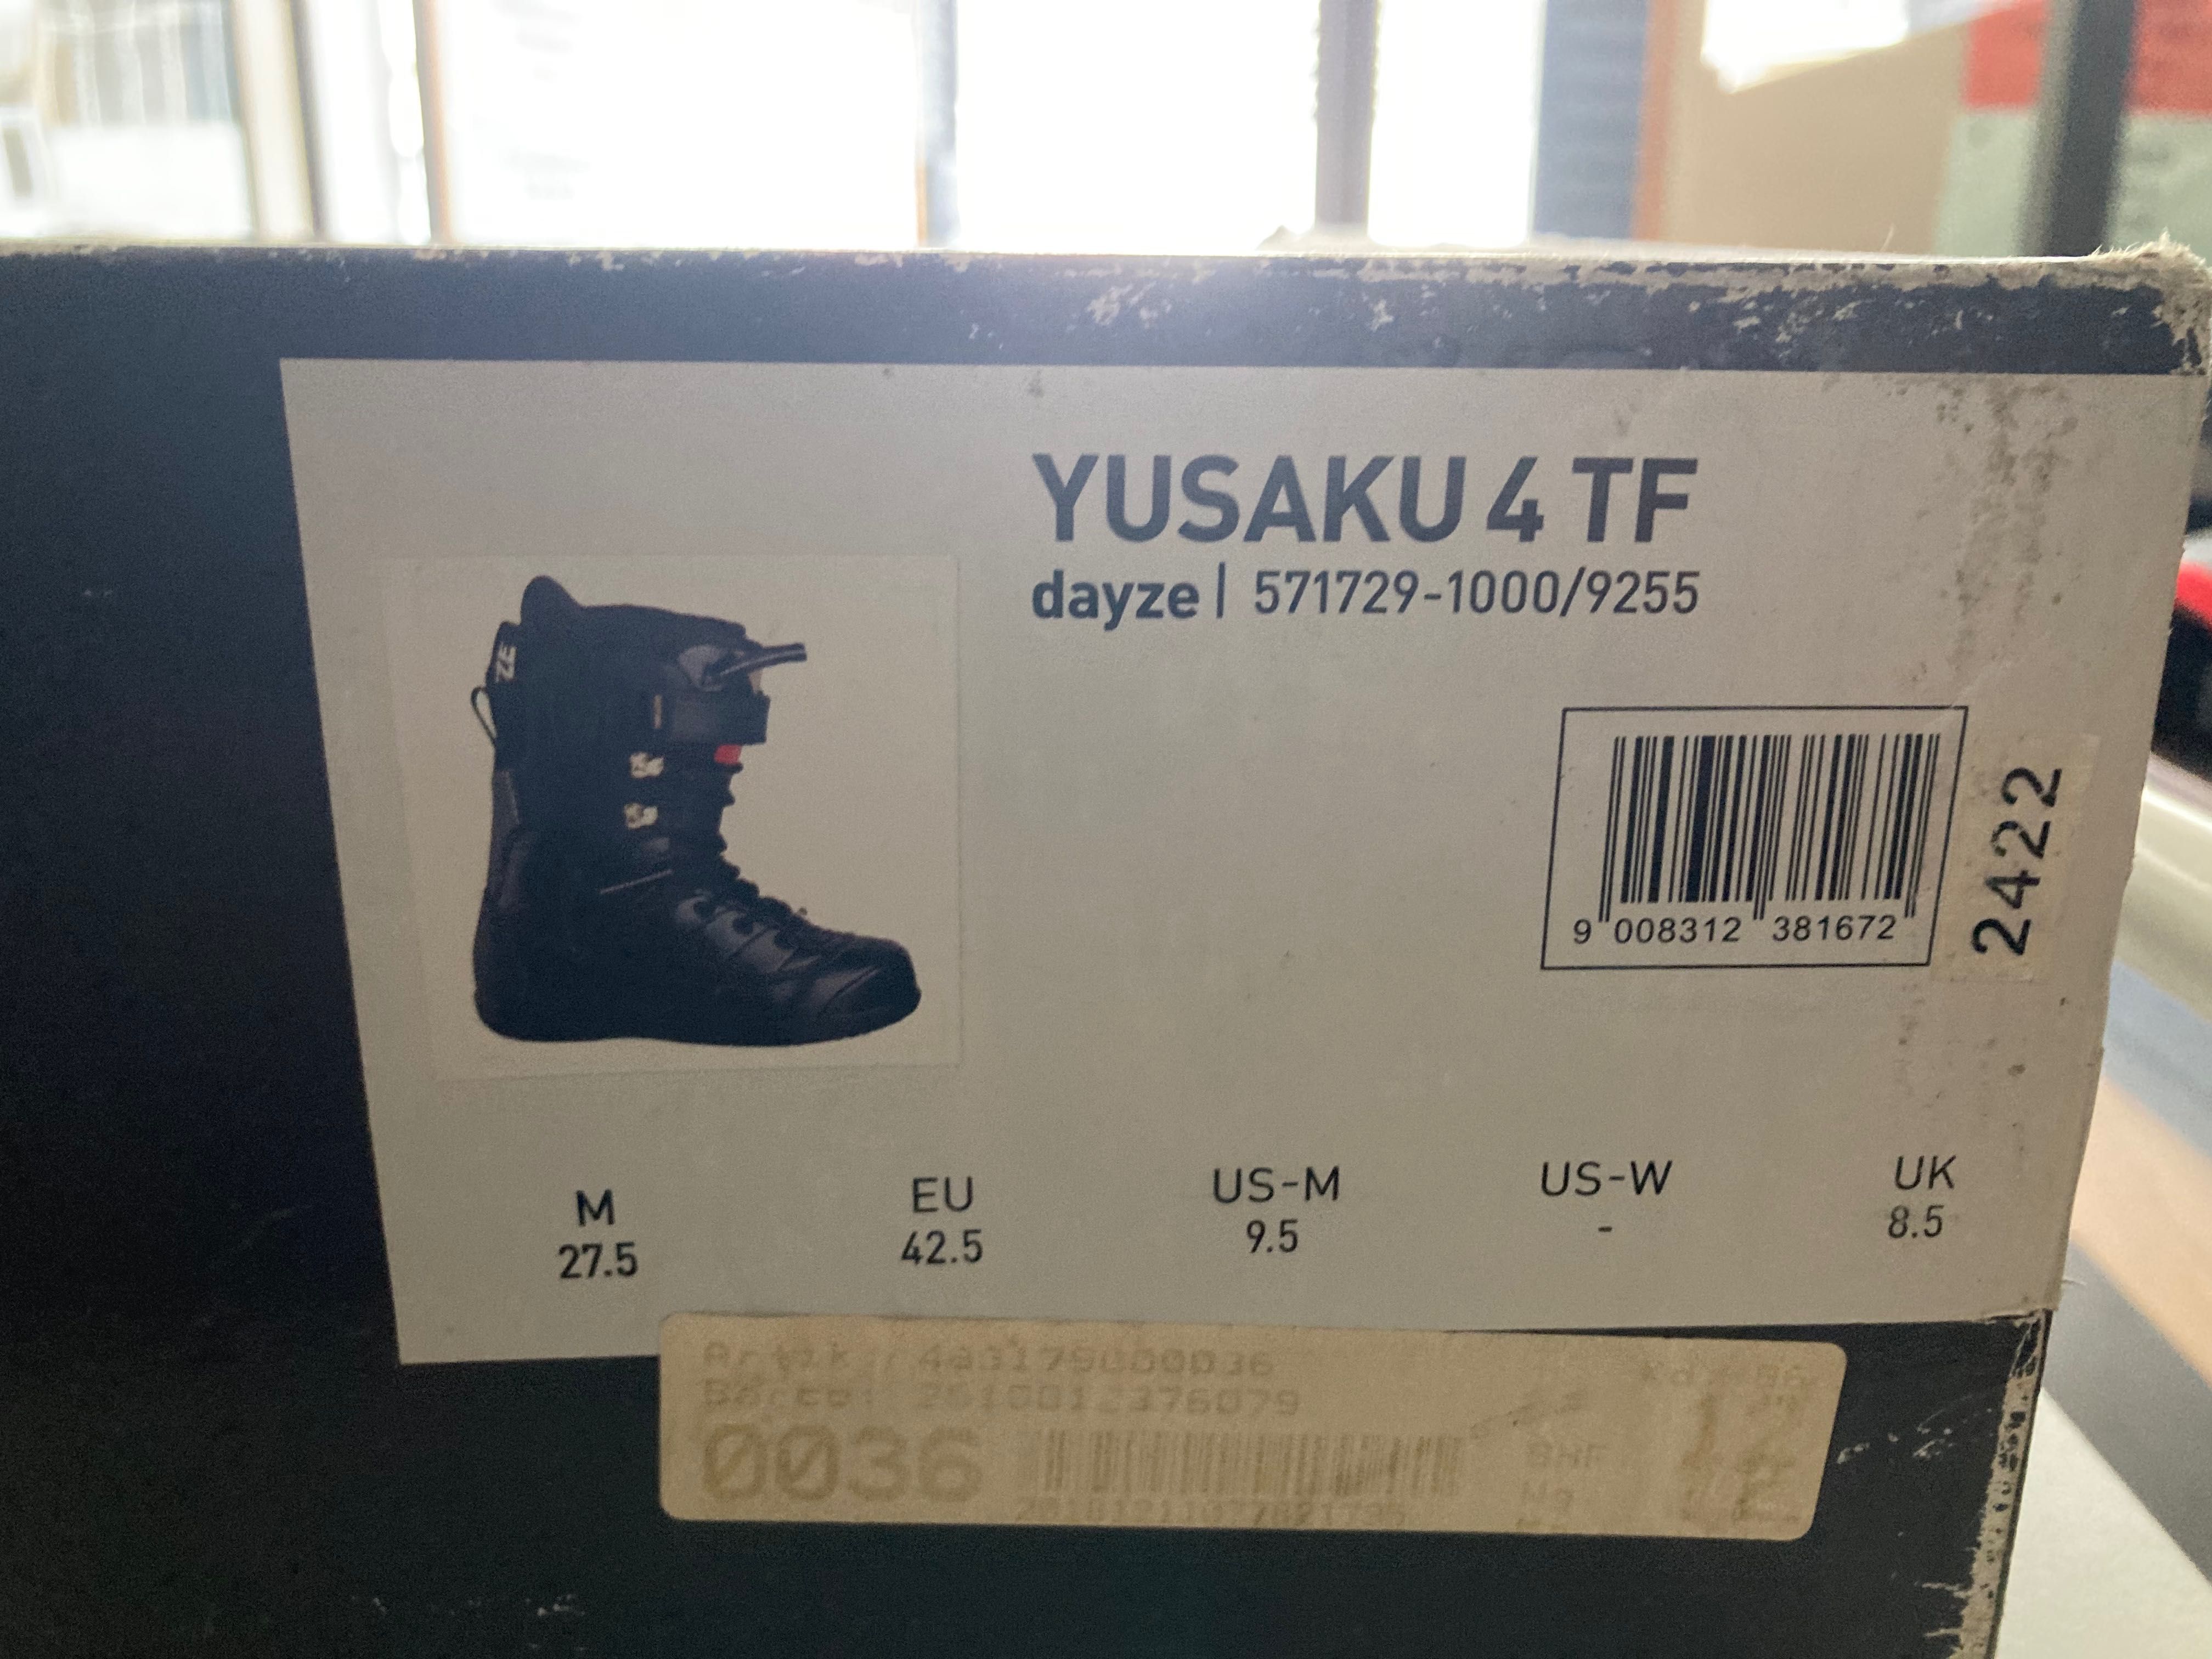 YUSAKU 4 TF
dayze | 571729-1000/9255
ZE
9 008312 381672
2422
M EU US-M US-W UK
27.5 42.5 9.5 - 8.5
0036